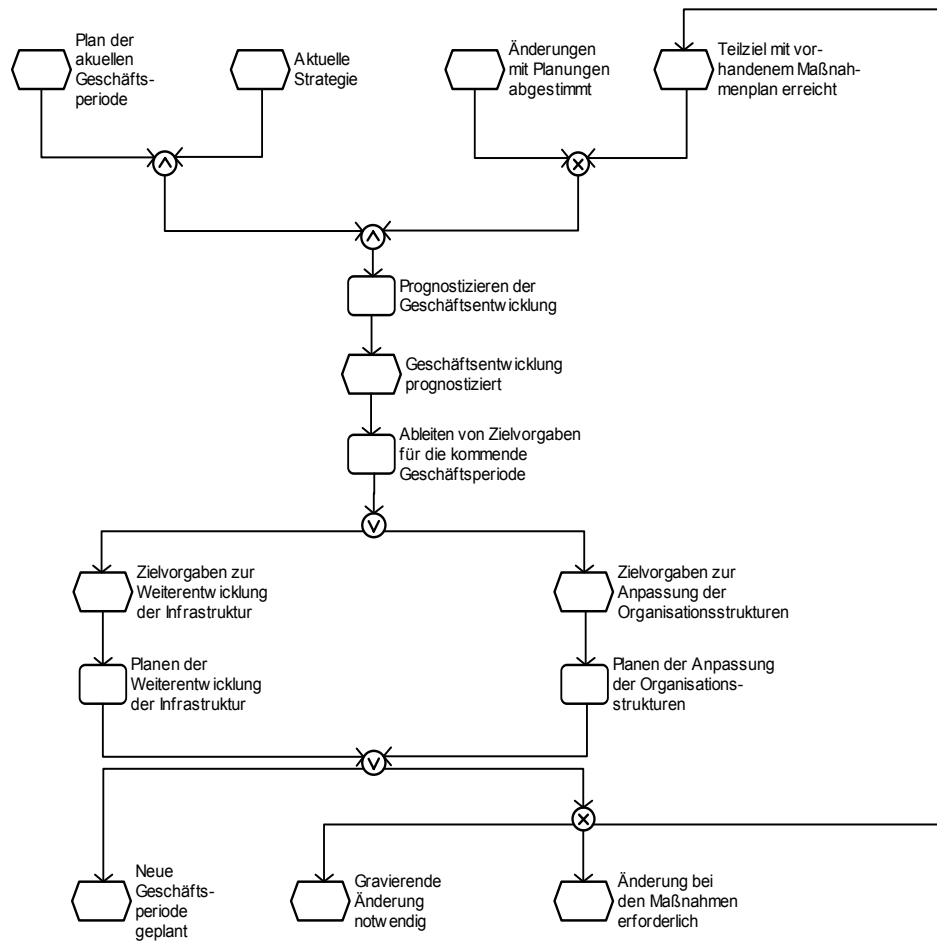 Plan der
akuellen
Geschäfts-
periode
Aktuelle
Strategie
Änderungen
mit Planungen
abgestimmt
Teilziel mit vor-
handenem Maßnah-
menplan erreicht
Prognostizieren der
Geschäftsentwicklung
Geschäftsentwicklung
prognostiziert
Ableiten von Zielvorgaben
für die kommende
Geschäftsperiode
Zielvorgaben zur
Weiterentwicklung
der Infrastruktur
Zielvorgaben zur
Anpassung der
Organisationsstrukturen
Planen der
Weiterentwicklung
der Infrastruktur
Planen der Anpassung
der Organisations-
strukturen
Neue
Geschäfts-
periode
geplant
Gravierende
Änderung
notwendig
Änderung bei
den Maßnahmen
erforderlich